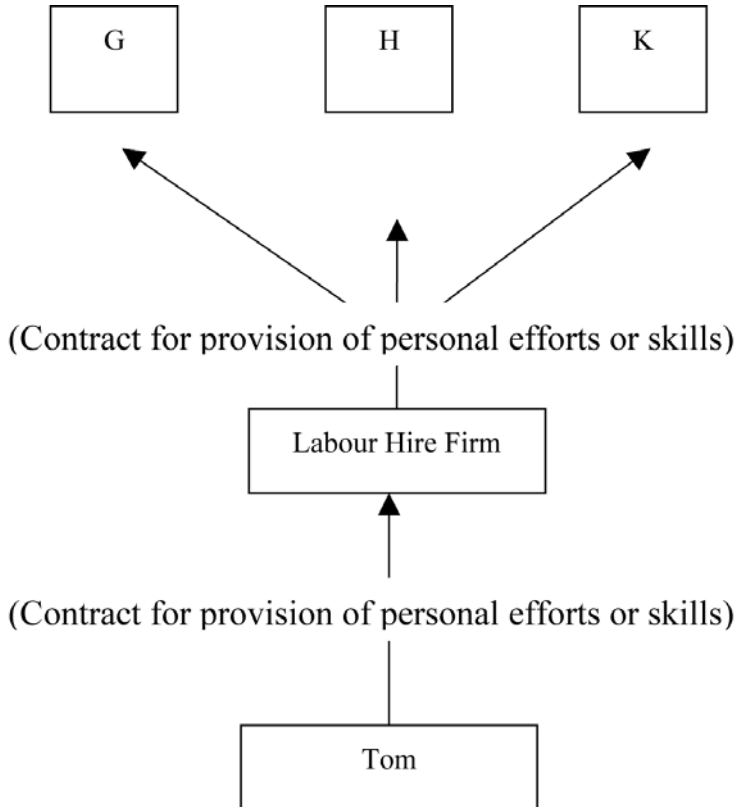 G
H
K
(Contract for provision of personal efforts or skills)
Labour Hire Firm
(Contract for provision of personal efforts or skills)
Tom